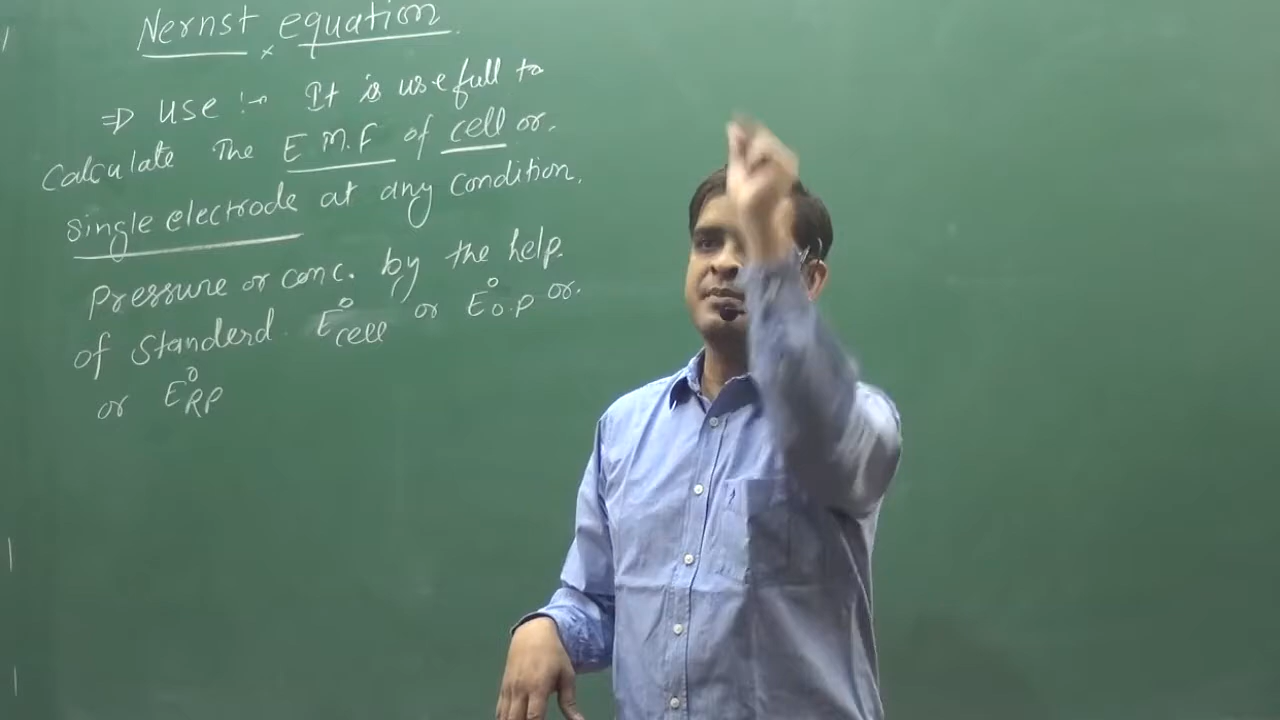 Nernst equation
⇒ use :→ It is usefull to
calculate The E.M.F of cell or.
single electrode at any condition.
pressure or conc. by the help.
of standerd. E°cell or E°O.P or.
or E°RP